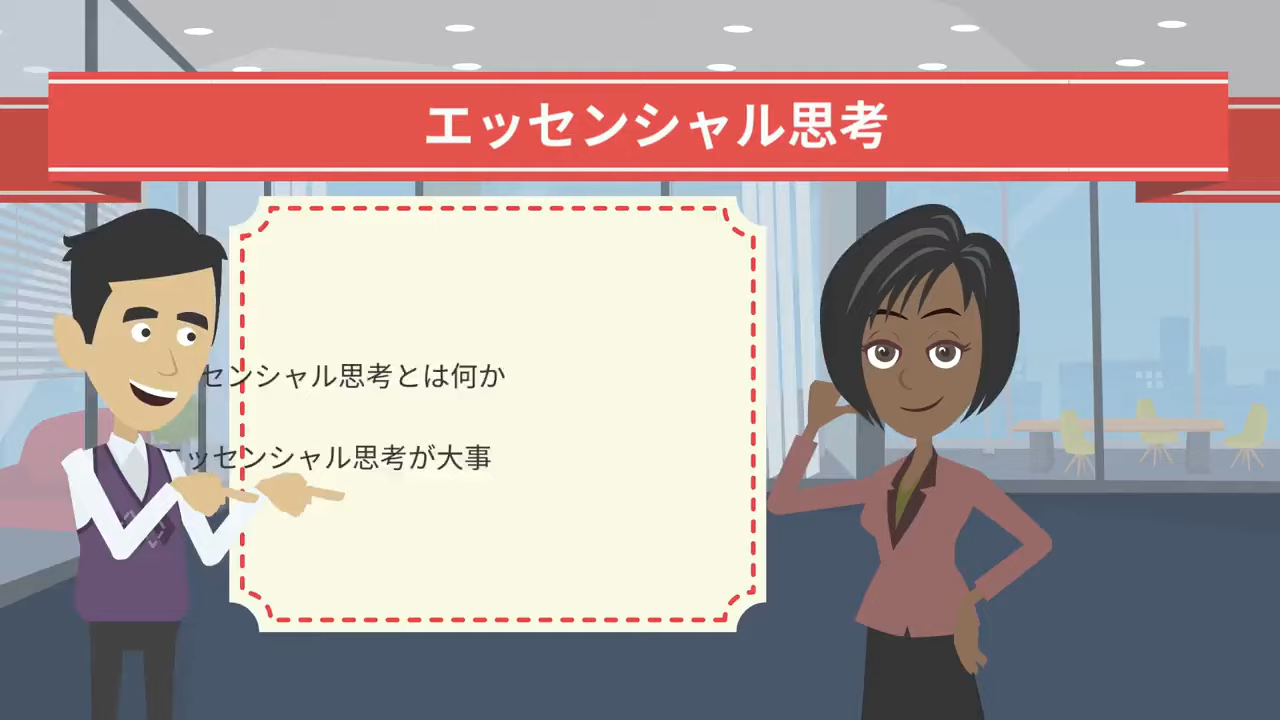 エッセンシャル思考
センシャル思考とは何か
エッセンシャル思考が大事